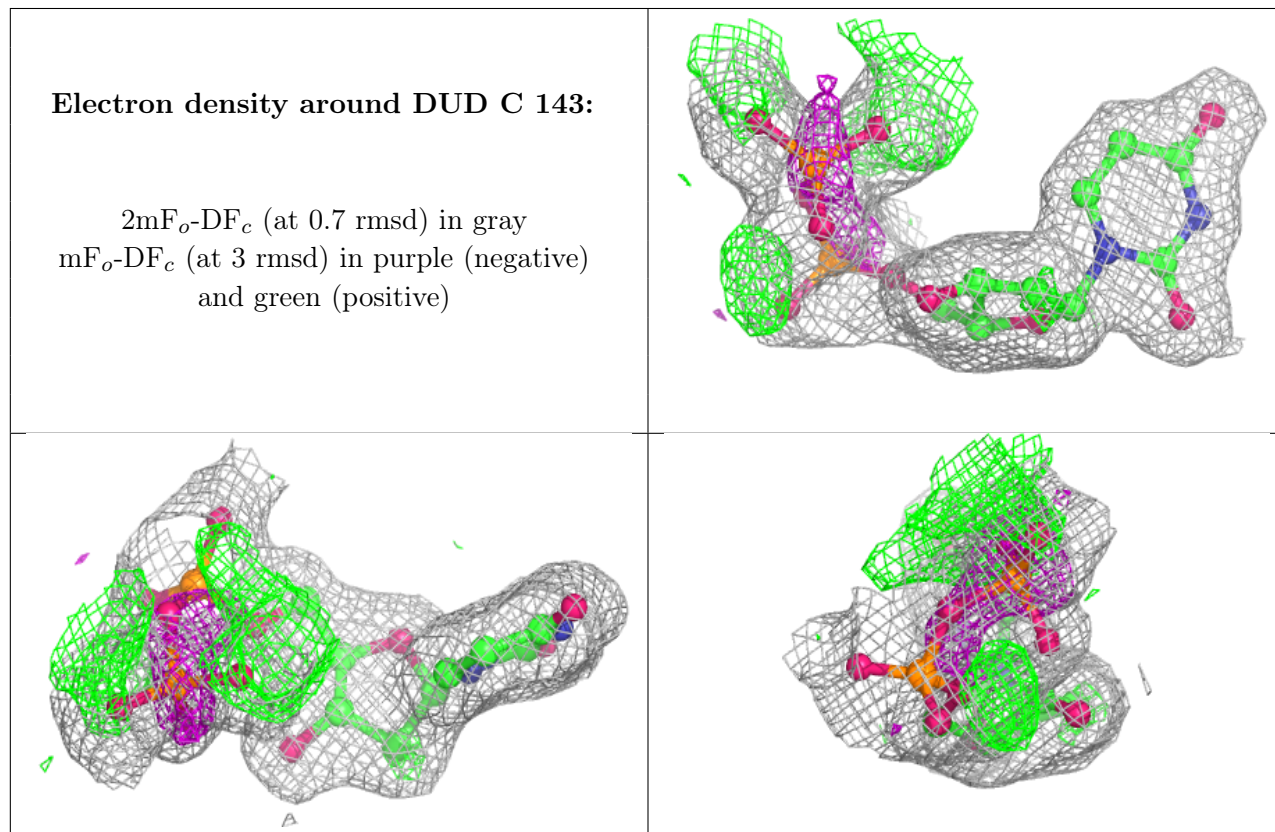 Electron density around DUD C 143:
2mFo-DFc (at 0.7 rmsd) in gray
mFo-DFc (at 3 rmsd) in purple (negative)
and green (positive)